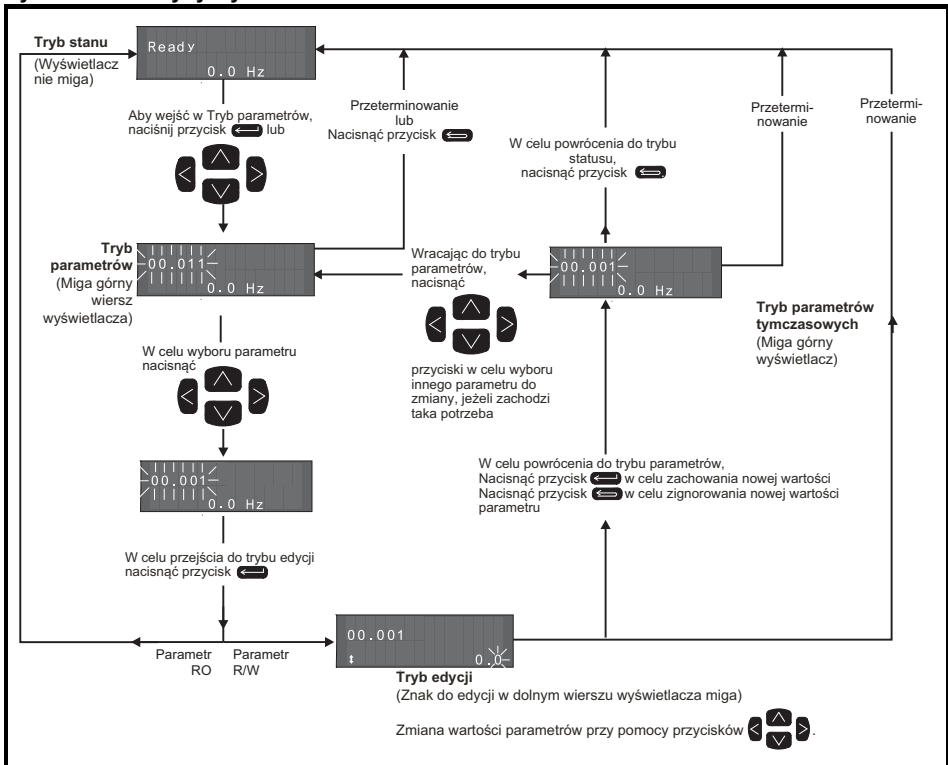 Tryb stanu
(Wyświetlacz
nie miga)
Ready
0.0 Hz
Aby wejść w Tryb parametrów,
naciśnij przycisk lub
Przeterminowanie
lub
Nacisnąć przycisk
W celu powrócenia do trybu
statusu,
nacisnąć przycisk
Przetermi-
nowanie
Przetermi-
nowanie
Tryb
parametrów
(Miga górny
wiersz
wyświetlacza)
00.011
0.0 Hz
Wracając do trybu
parametrów,
nacisnąć
przyciski w celu wyboru
innego parametru do
zmiany, jeżeli zachodzi
taka potrzeba
00.001
0.0 Hz
Tryb parametrów
tymczasowych
(Miga górny
wyświetlacz)
W celu wyboru parametru
nacisnąć
00.001
0.0 Hz
W celu powrócenia do trybu parametrów,
Nacisnąć przycisk w celu zachowania nowej wartości
Nacisnąć przycisk w celu zignorowania nowej wartości
parametru
W celu przejścia do trybu edycji
nacisnąć przycisk
Parametr
RO
Parametr
R/W
00.001
0.0
Tryb edycji
(Znak do edycji w dolnym wierszu wyświetlacza miga)
Zmiana wartości parametrów przy pomocy przycisków .